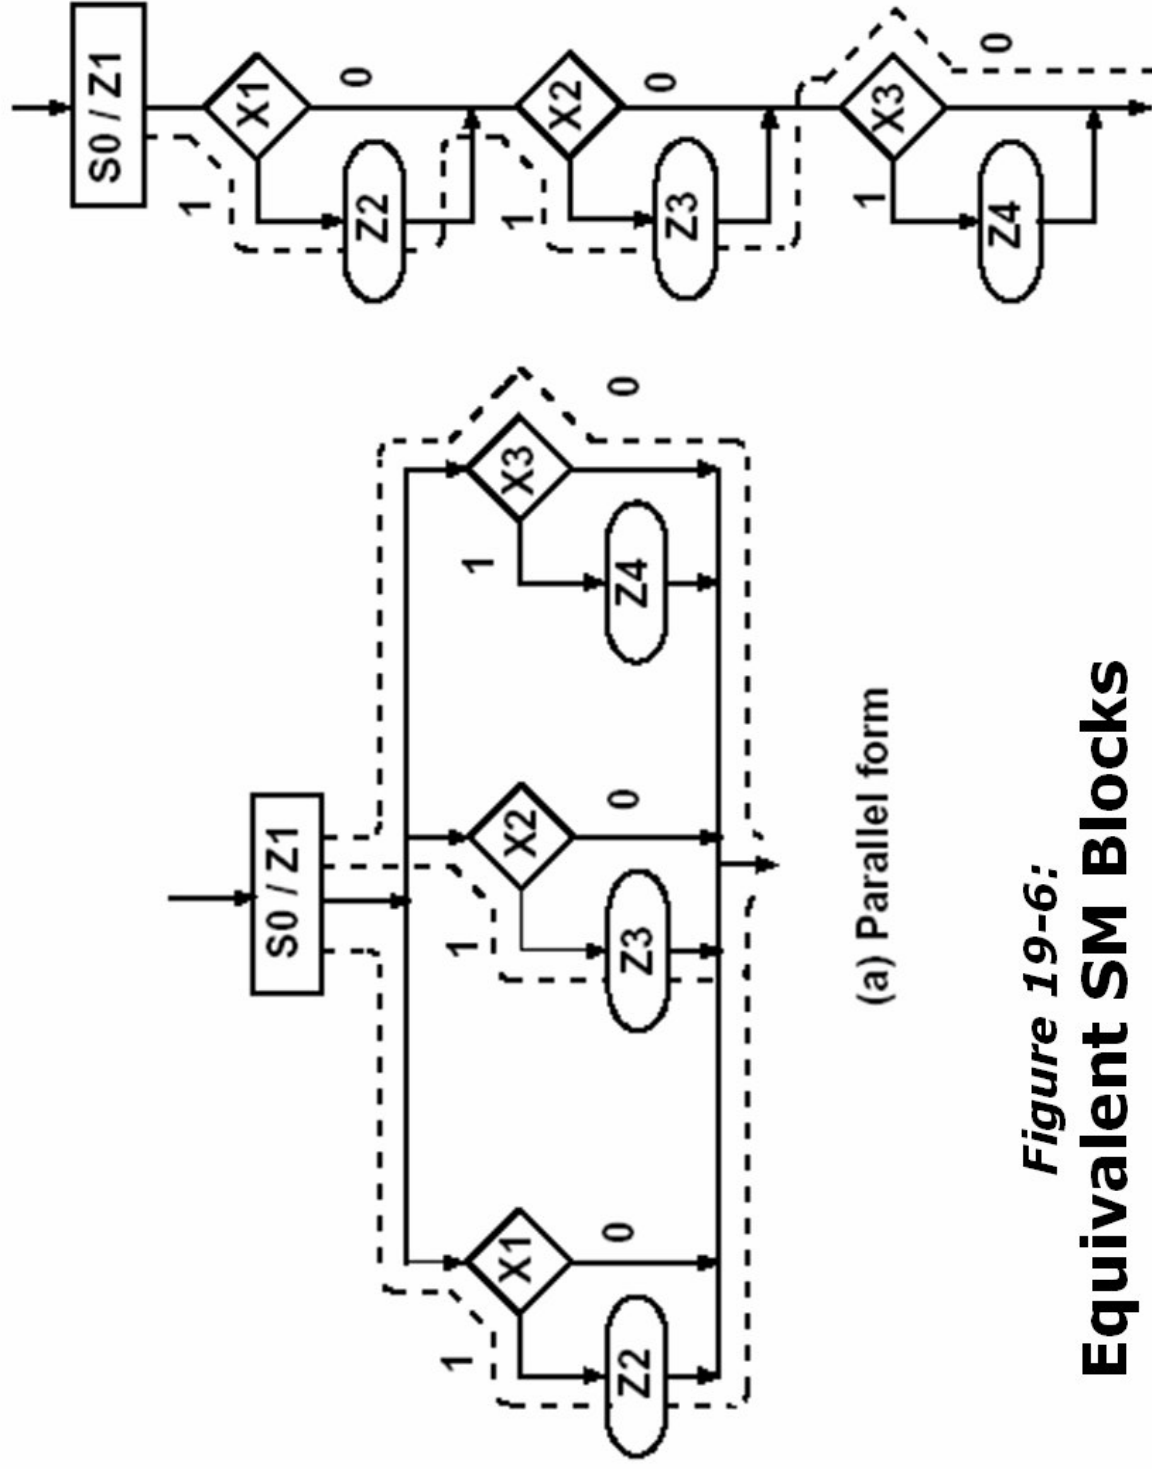 S0 / Z1
1
X1
0
Z2
1
X2
0
Z3
1
X3
0
Z4
(a) Parallel form
S0 / Z1
1
X1
0
Z2
1
X2
0
Z3
1
X3
0
Z4
Figure 19-6:
Equivalent SM Blocks